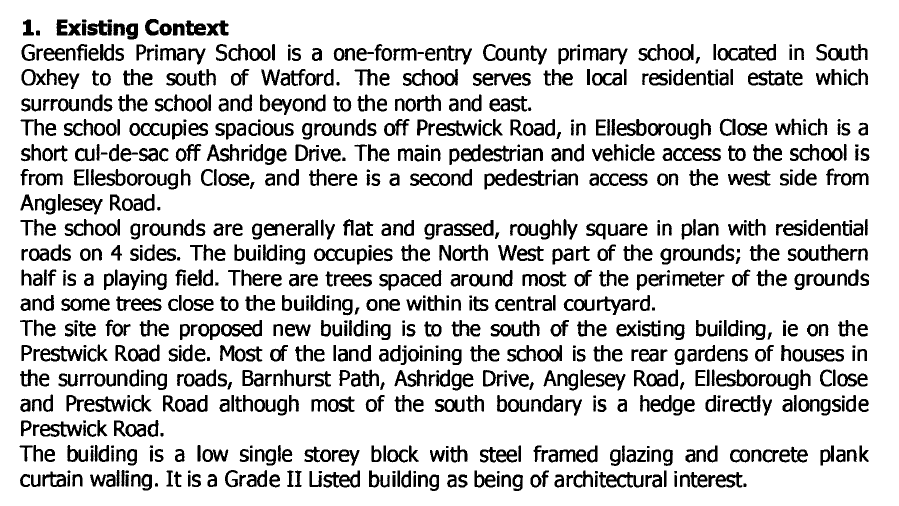 1. Existing Context
Greenfields Primary School is a one-form-entry County primary school, located in South
Oxhey to the south of Watford. The school serves the local residential estate which
surrounds the school and beyond to the north and east.
The school occupies spacious grounds off Prestwick Road, in Ellesborough Close which is a
short cul-de-sac off Ashridge Drive. The main pedestrian and vehicle access to the school is
from Ellesborough Close, and there is a second pedestrian access on the west side from
Anglesey Road.
The school grounds are generally flat and grassed, roughly square in plan with residential
roads on 4 sides. The building occupies the North West part of the grounds; the southern
half is a playing field. There are trees spaced around most of the perimeter of the grounds
and some trees close to the building, one within its central courtyard.
The site for the proposed new building is to the south of the existing building, ie on the
Prestwick Road side. Most of the land adjoining the school is the rear gardens of houses in
the surrounding roads, Barnhurst Path, Ashridge Drive, Anglesey Road, Ellesborough Close
and Prestwick Road although most of the south boundary is a hedge directly alongside
Prestwick Road.
The building is a low single storey block with steel framed glazing and concrete plank
curtain walling. It is a Grade II Listed building as being of architectural interest.